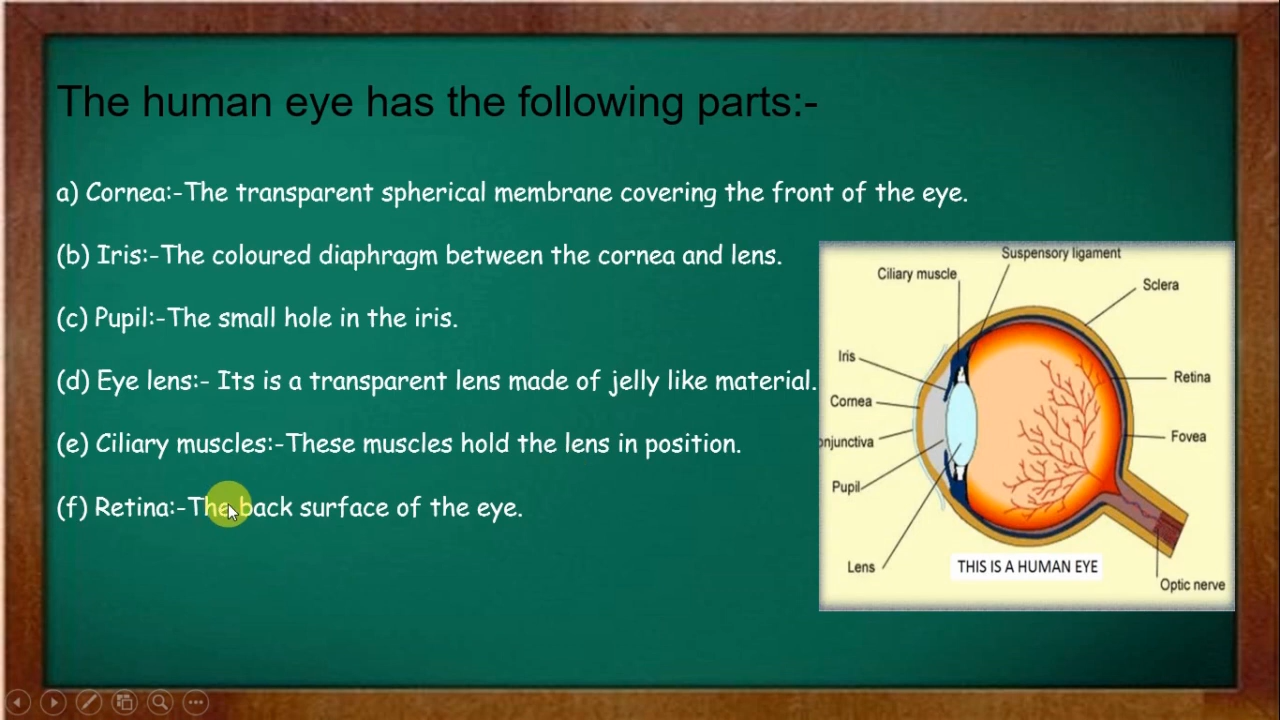 The human eye has the following parts:-
a) Cornea:-The transparent spherical membrane covering the front of the eye.
(b) Iris:-The coloured diaphragm between the cornea and lens.
(c) Pupil:-The small hole in the iris.
(d) Eye lens:- Its is a transparent lens made of jelly like material.
(e) Ciliary muscles:-These muscles hold the lens in position.
(f) Retina:-The back surface of the eye.
Suspensory ligament
Ciliary muscle
Sclera
Iris
Retina
Cornea
Fovea
onjunctiva
Pupil
Lens
THIS IS A HUMAN EYE
Optic nerve